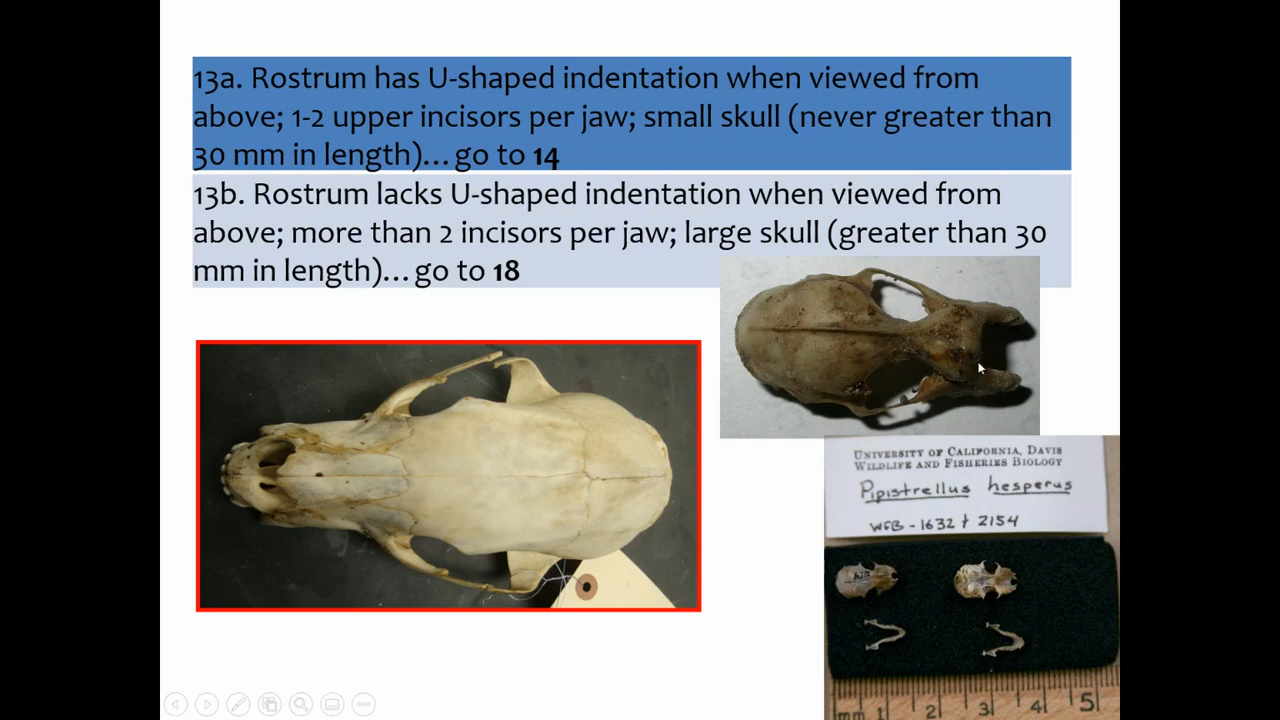 13a. Rostrum has U-shaped indentation when viewed from
above; 1-2 upper incisors per jaw; small skull (never greater than
30 mm in length)... go to 14
13b. Rostrum lacks U-shaped indentation when viewed from
above; more than 2 incisors per jaw; large skull (greater than 30
mm in length)... go to 18
UNIVERSITY OF CALIFORNIA, DAVIS
WILDLIFE AND FISHERIES BIOLOGY
Pipistrellus hesperus
WFB - 1632 + 2154
mm 1 2 3 4 5